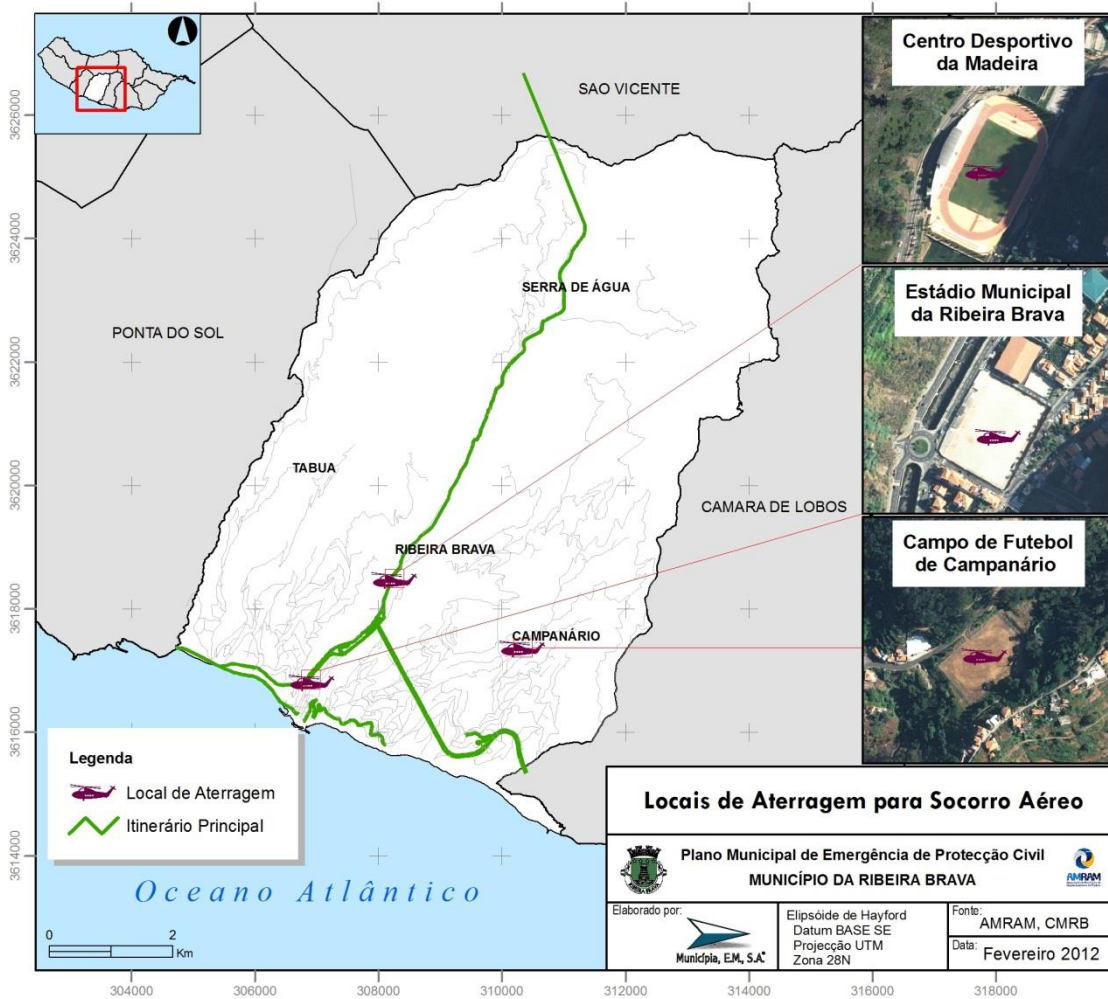 Centro Desportivo
da Madeira
Estádio Municipal
da Ribeira Brava
Campo de Futebol
de Campanário
SAO VICENTE
SERRA DE ÁGUA
PONTA DO SOL
TABUA
CAMARA DE LOBOS
RIBEIRA BRAVA
CAMPANÁRIO
3626000
3624000
3622000
3620000
3618000
3616000
3614000
Legenda
Local de Aterragem
Itinerário Principal
Oceano Atlântico
0 2
Km
Locais de Aterragem para Socorro Aéreo
Plano Municipal de Emergência de Protecção Civil
MUNICÍPIO DA RIBEIRA BRAVA
RIBEIRA BRAVA
AMRAM
Elaborado por:
Município, E.M., S.A.
Elipsóide de Hayford
Datum BASE SE
Projecção UTM
Zona 28N
Fonte:
AMRAM, CMRB
Data: Fevereiro 2012
304000 306000 308000 310000 312000 314000 316000 318000